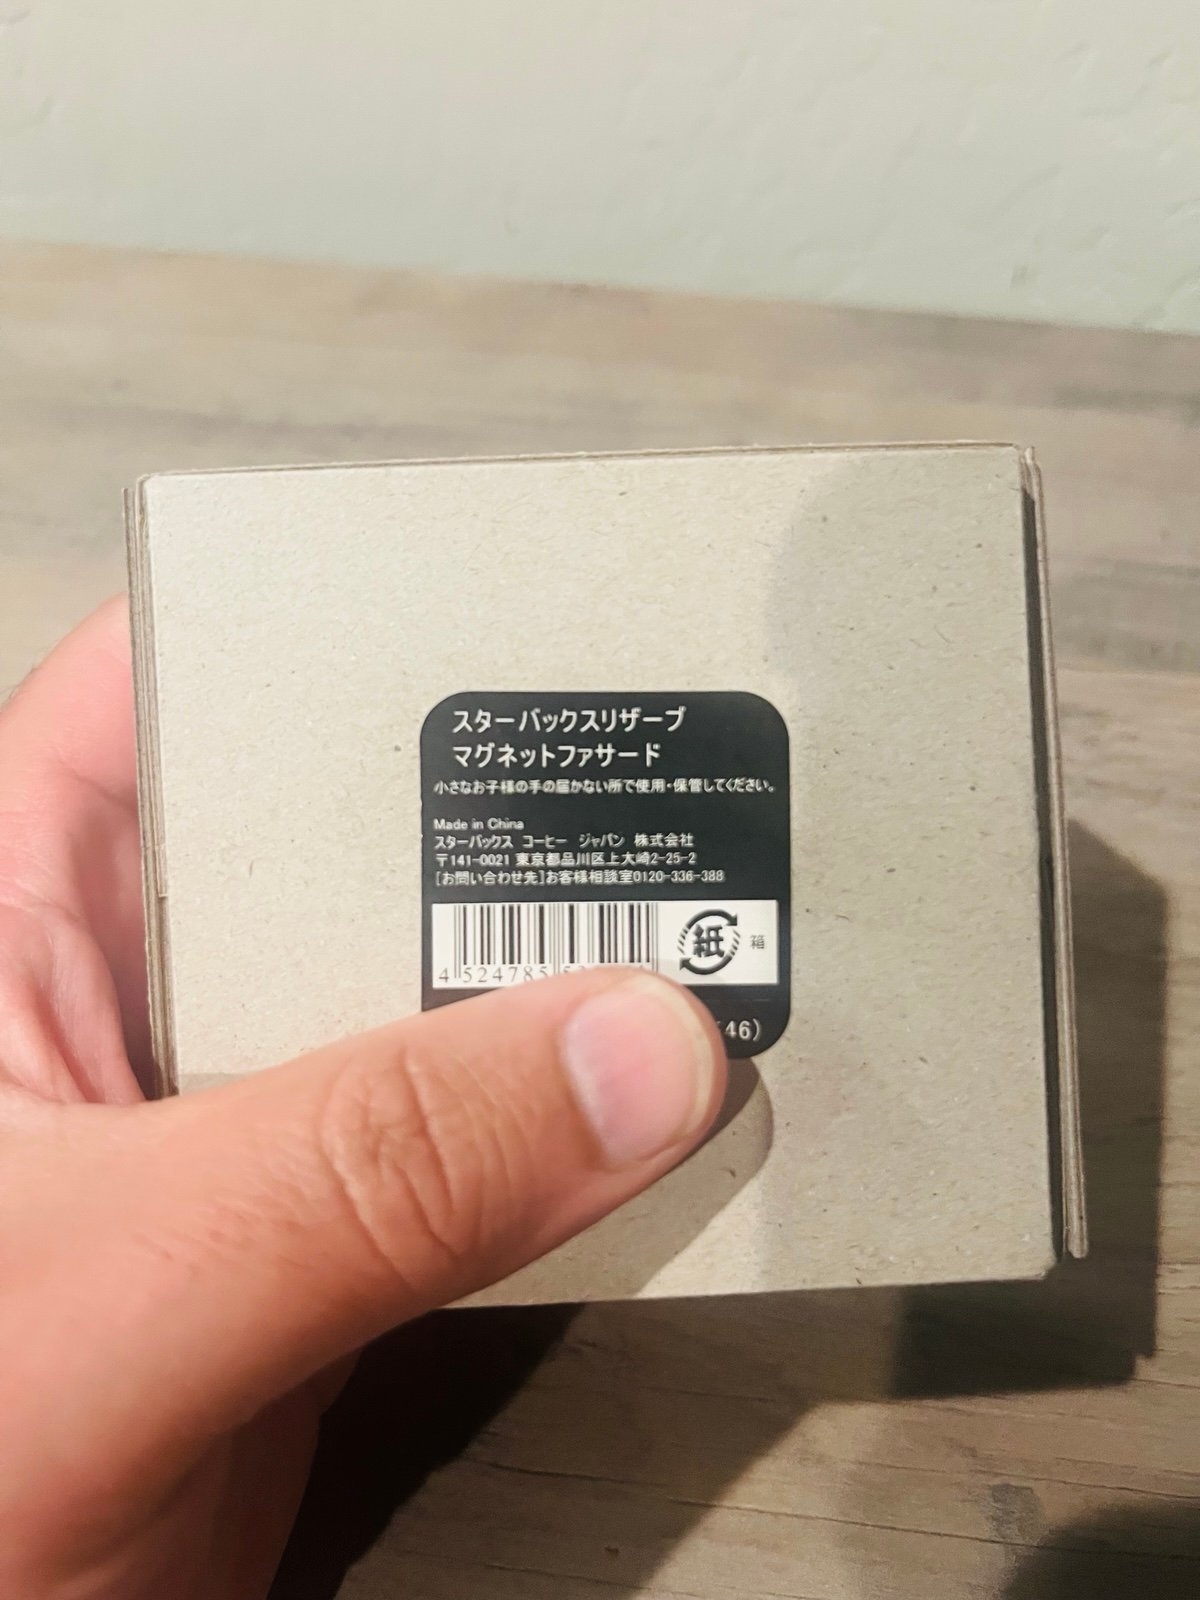 スターバックスリザーブ
マグネットファサード
小さなお子様の手の届かない所で使用・保管してください。
Made in China
スターバックス コーヒー ジャパン 株式会社
〒141-0021 東京都品川区上大崎2-25-2
[お問い合わせ先]お客様相談室0120-336-388
4 524785
紙 箱
46)